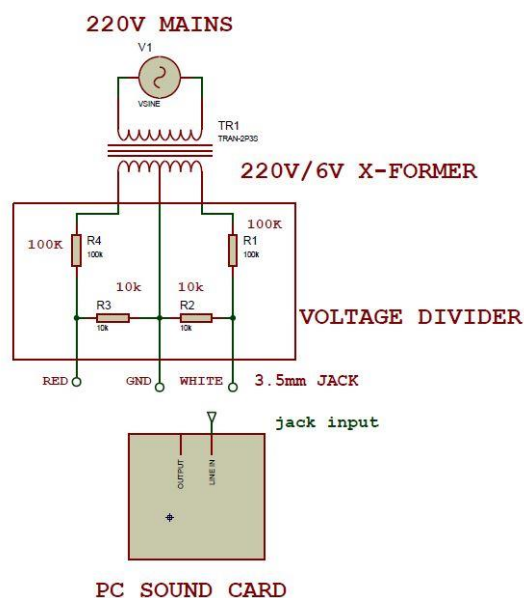 220V MAINS
V1
VSINE
TR1
TRAN-2P3S
220V/6V X-FORMER
100K
R4
100k
100K
R1
100k
10k
R3
10k
10k
R2
10k
VOLTAGE DIVIDER
RED
GND
WHITE
3.5mm JACK
jack input
OUTPUT
LINE IN
PC SOUND CARD